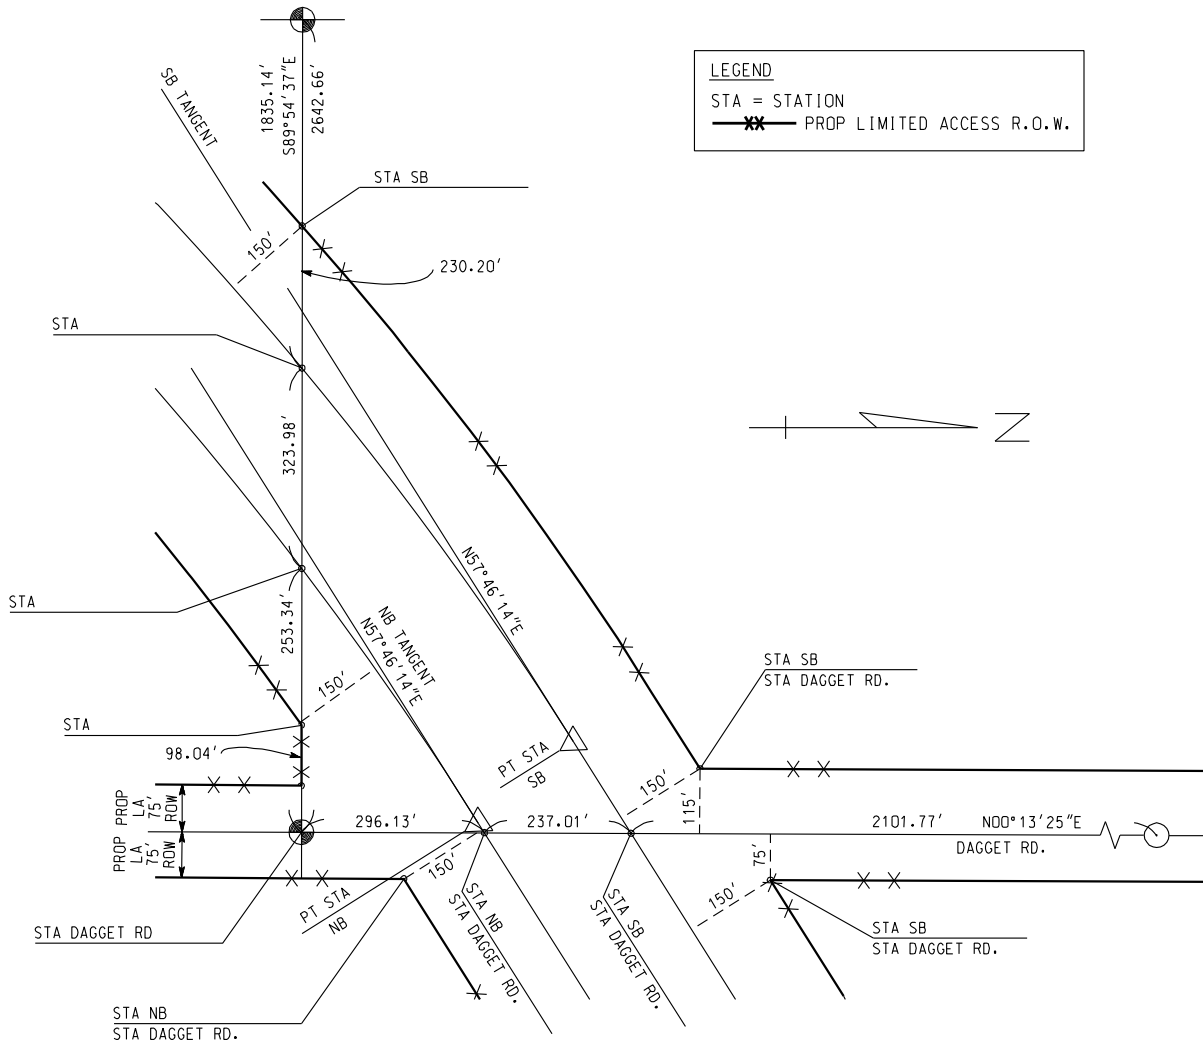 LEGEND
STA = STATION
PROP LIMITED ACCESS R.O.W.
SB TANGENT
1835.14'
S89°54'37"E
2642.66'
STA SB
150'
230.20'
STA
323.98'
N57°46'14"E
STA
253.34'
NB TANGENT
N57°46'14"E
150'
STA
98.04'
STA SB
STA DAGGET RD.
PT STA
SB
150'
115'
PROP PROP
LA LA
75' 75'
ROW ROW
296.13'
237.01'
2101.77' N00°13'25"E
DAGGET RD.
75'
150'
150'
PT STA
NB
STA NB
STA DAGGET RD.
STA SB
STA DAGGET RD.
STA SB
STA DAGGET RD.
STA DAGGET RD
STA NB
STA DAGGET RD.
N